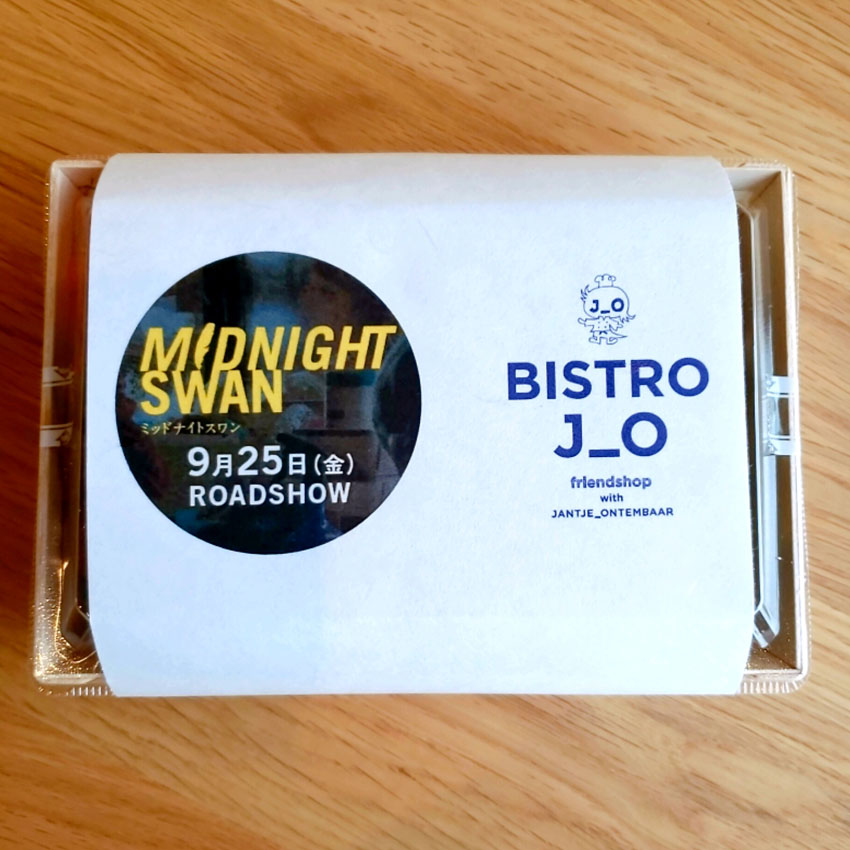 MIDNIGHT
SWAN
ミッドナイトスワン
9月25日(金)
ROADSHOW
J_O
BISTRO
J_O
friendshop
with
JANTJE_ONTEMBAAR